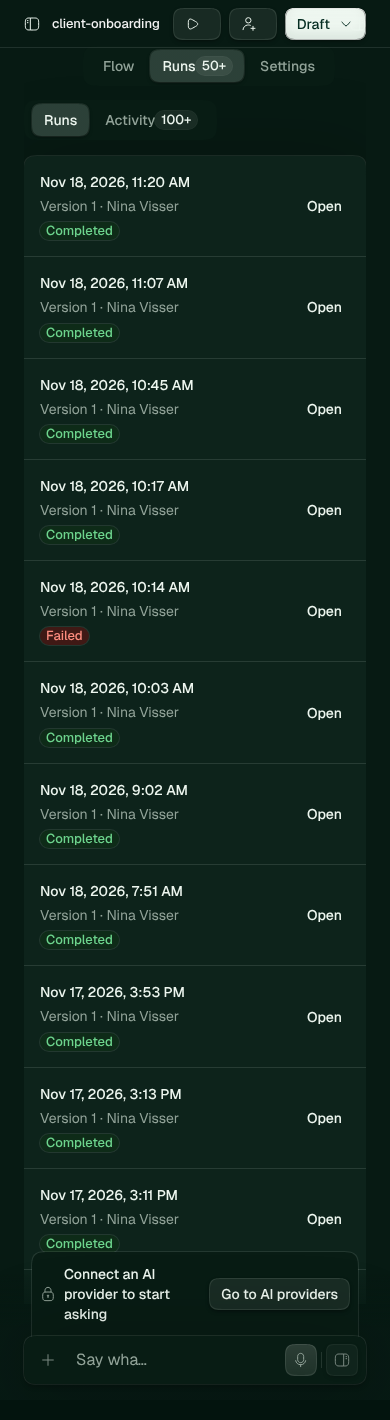 client-onboarding
Draft
Flow
Runs 50+
Settings
Runs
Activity 100+
Nov 18, 2026, 11:20 AM
Version 1 · Nina Visser
Open
Completed
Nov 18, 2026, 11:07 AM
Version 1 · Nina Visser
Open
Completed
Nov 18, 2026, 10:45 AM
Version 1 · Nina Visser
Open
Completed
Nov 18, 2026, 10:17 AM
Version 1 · Nina Visser
Open
Completed
Nov 18, 2026, 10:14 AM
Version 1 · Nina Visser
Open
Failed
Nov 18, 2026, 10:03 AM
Version 1 · Nina Visser
Open
Completed
Nov 18, 2026, 9:02 AM
Version 1 · Nina Visser
Open
Completed
Nov 18, 2026, 7:51 AM
Version 1 · Nina Visser
Open
Completed
Nov 17, 2026, 3:53 PM
Version 1 · Nina Visser
Open
Completed
Nov 17, 2026, 3:13 PM
Version 1 · Nina Visser
Open
Completed
Nov 17, 2026, 3:11 PM
Version 1 · Nina Visser
Open
Completed
Connect an AI
provider to start
asking
Go to AI providers
Say wha...